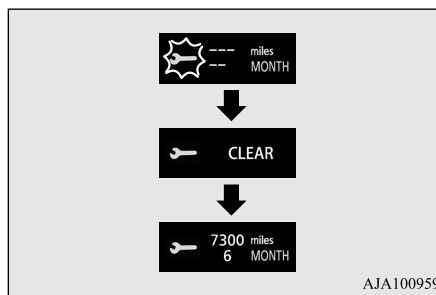 --- miles
-- MONTH
CLEAR
7300 miles
6 MONTH
AJA100959